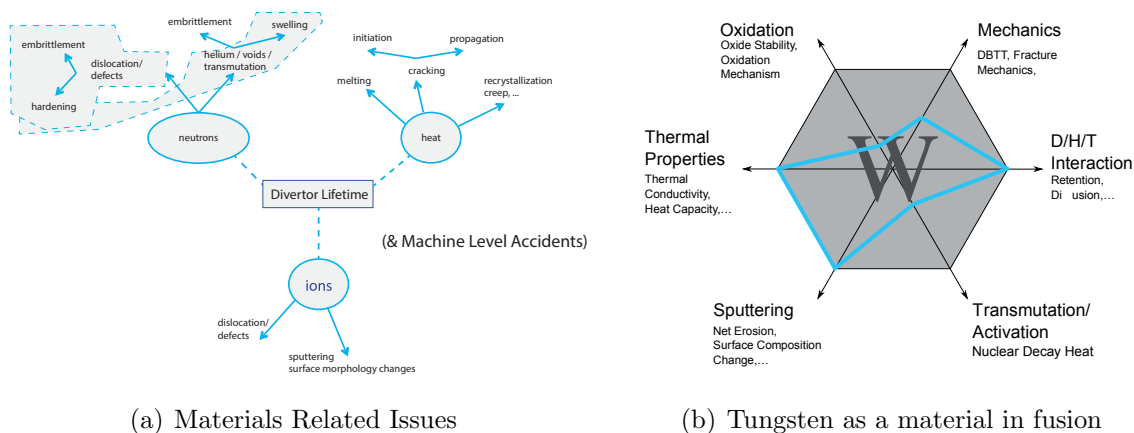 embrittlement
swelling
embrittlement
dislocation/
defects
helium / voids /
transmutation
hardening
neutrons
initiation
propagation
cracking
melting
recrystallization
creep, ...
heat
Divertor Lifetime
(& Machine Level Accidents)
ions
dislocation/
defects
sputtering
surface morphology changes
(a) Materials Related Issues
Oxidation
Oxide Stability,
Oxidation
Mechanism
Mechanics
DBTT, Fracture
Mechanics,
Thermal
Properties
Thermal
Conductivity,
Heat Capacity,...
W
D/H/T
Interaction
Retention,
Di usion,...
Sputtering
Net Erosion,
Surface Composition
Change,...
Transmutation/
Activation
Nuclear Decay Heat
(b) Tungsten as a material in fusion